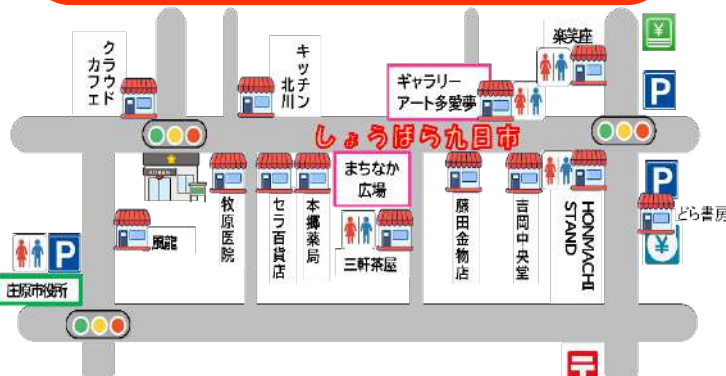 クラウド
カフェ
キッチン
北川
ギャラリー
アート多愛夢
楽笑座
¥
P
しょうばら九日市
牧原医院
セラ百貨店
本郷薬局
まちなか
広場
三軒茶屋
藤田金物店
吉岡中央堂
HONMACHI
STAND
P
どら書房
¥
風龍
P
庄原市役所
〒